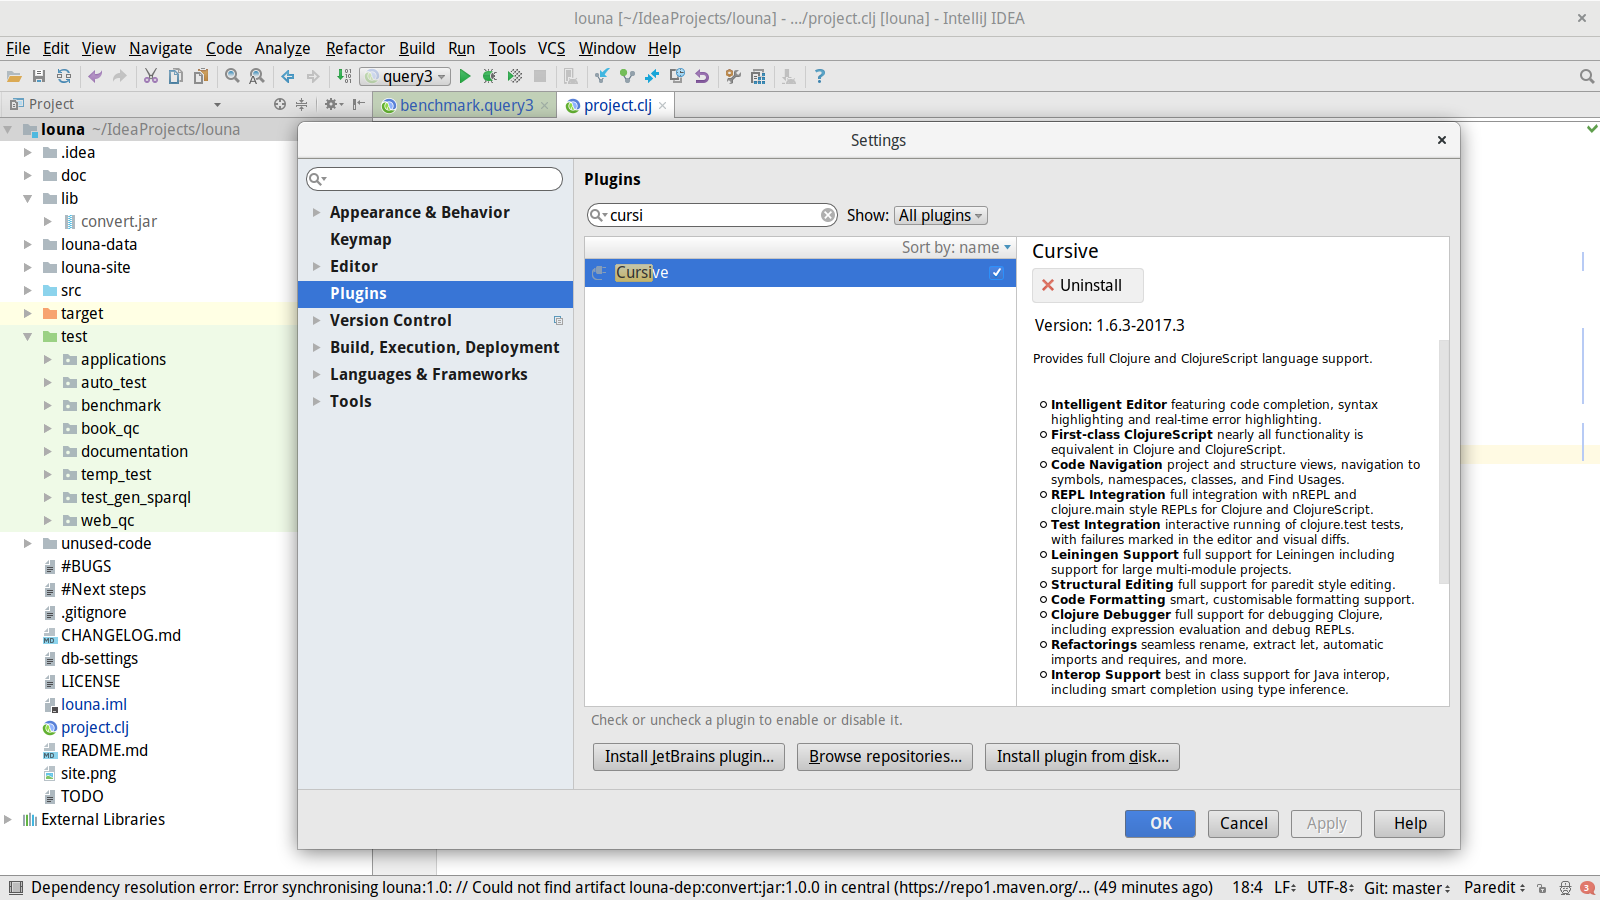 louna [~/IdeaProjects/louna] - .../project.clj [louna] - IntelliJ IDEA
File Edit View Navigate Code Analyze Refactor Build Run Tools VCS Window Help
query3
Project
benchmark.query3
project.clj
louna ~/IdeaProjects/louna
.idea
doc
lib
convert.jar
louna-data
louna-site
src
target
test
applications
auto_test
benchmark
book_qc
documentation
temp_test
test_gen_sparql
web_qc
unused-code
#BUGS
#Next steps
.gitignore
CHANGELOG.md
db-settings
LICENSE
louna.iml
project.clj
README.md
site.png
TODO
External Libraries
Settings
Appearance & Behavior
Keymap
Editor
Plugins
Version Control
Build, Execution, Deployment
Languages & Frameworks
Tools
Plugins
cursi
Show: All plugins
Sort by: name
Cursive
Cursive
Uninstall
Version: 1.6.3-2017.3
Provides full Clojure and ClojureScript language support.
Intelligent Editor featuring code completion, syntax
highlighting and real-time error highlighting.
First-class ClojureScript nearly all functionality is
equivalent in Clojure and ClojureScript.
Code Navigation project and structure views, navigation to
symbols, namespaces, classes, and Find Usages.
REPL Integration full integration with nREPL and
clojure.main style REPLs for Clojure and ClojureScript.
Test Integration interactive running of clojure.test tests,
with failures marked in the editor and visual diffs.
Leiningen Support full support for Leiningen including
support for large multi-module projects.
Structural Editing full support for paredit style editing.
Code Formatting smart, customisable formatting support.
Clojure Debugger full support for debugging Clojure,
including expression evaluation and debug REPLs.
Refactorings seamless rename, extract let, automatic
imports and requires, and more.
Interop Support best in class support for Java interop,
including smart completion using type inference.
Check or uncheck a plugin to enable or disable it.
Install JetBrains plugin...
Browse repositories...
Install plugin from disk...
OK
Cancel
Apply
Help
Dependency resolution error: Error synchronising louna:1.0: // Could not find artifact louna-dep:convert:jar:1.0.0 in central (https://repo1.maven.org/... (49 minutes ago) 18:4 LF UTF-8 Git: master Paredit 3